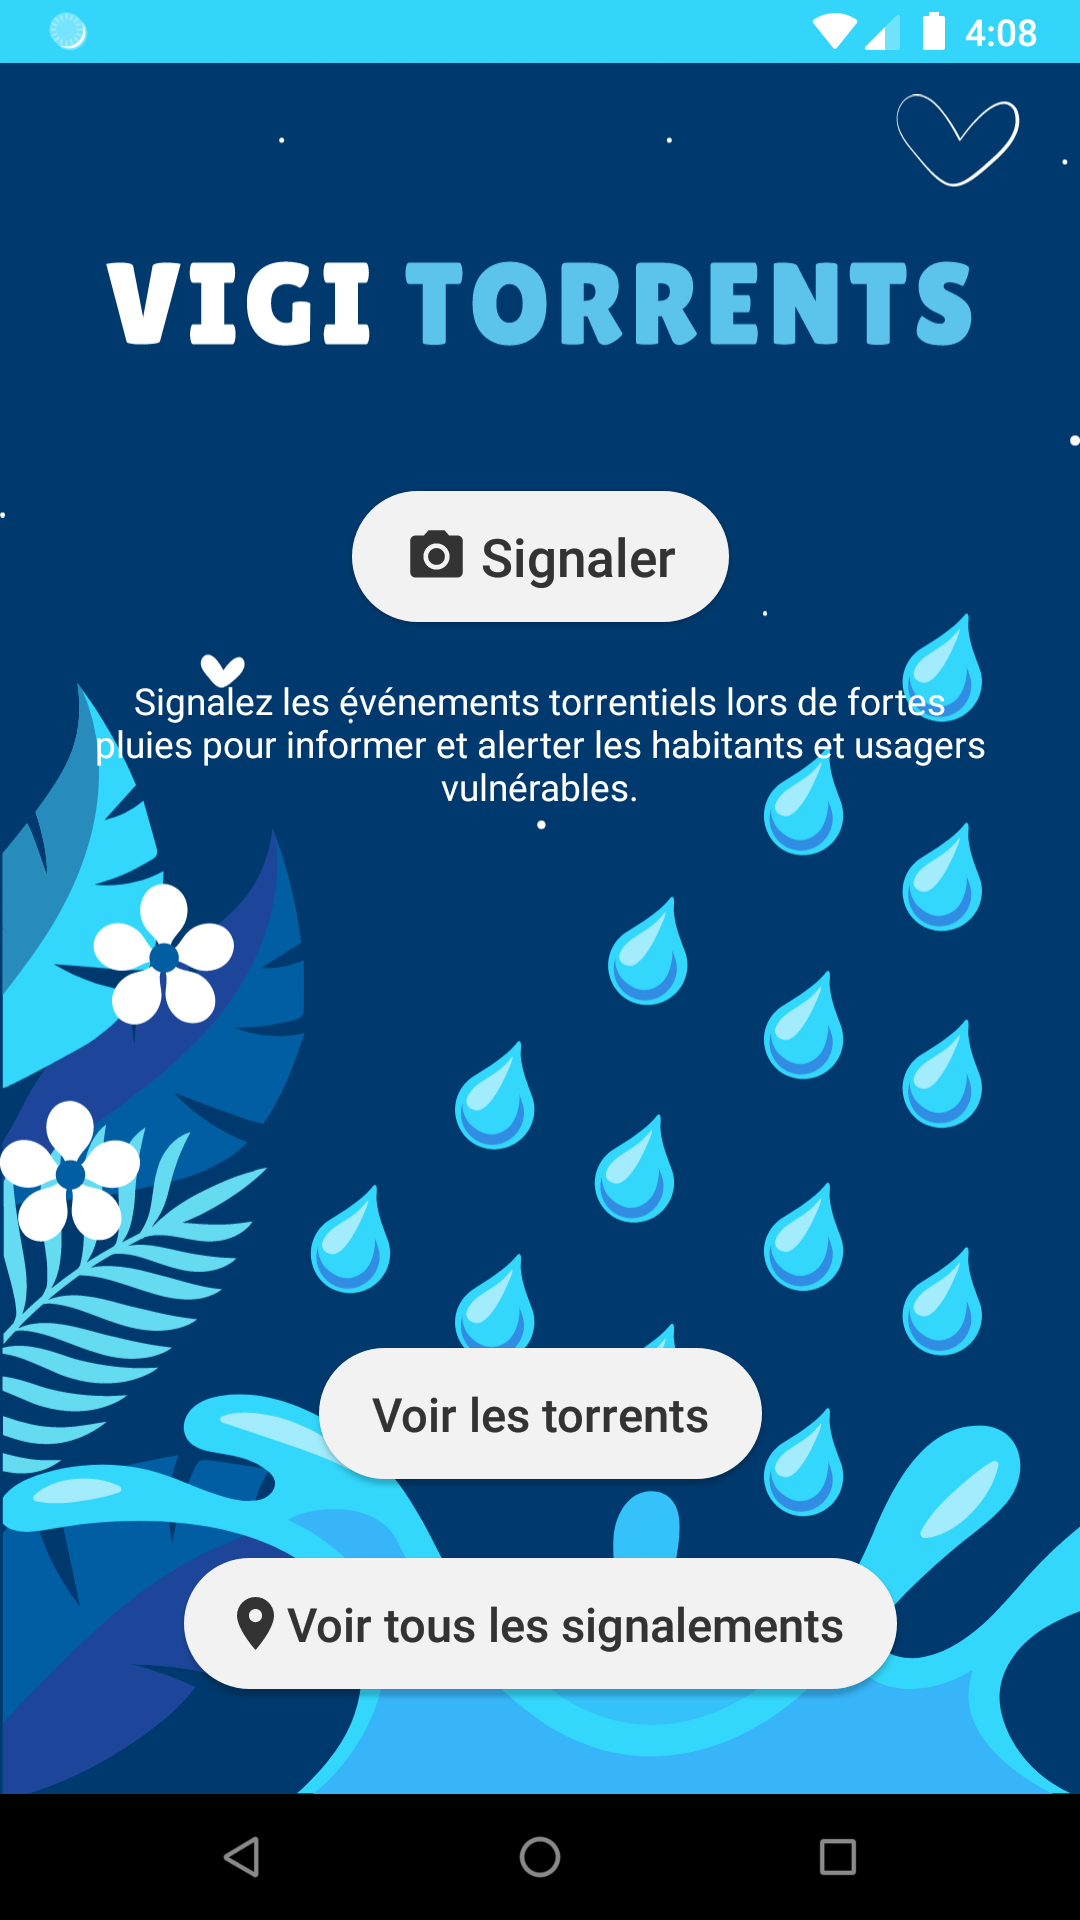 4:08
VIGI TORRENTS
Signaler
Signalez les événements torrentiels lors de fortes
pluies pour informer et alerter les habitants et usagers
vulnérables.
Voir les torrents
Voir tous les signalements